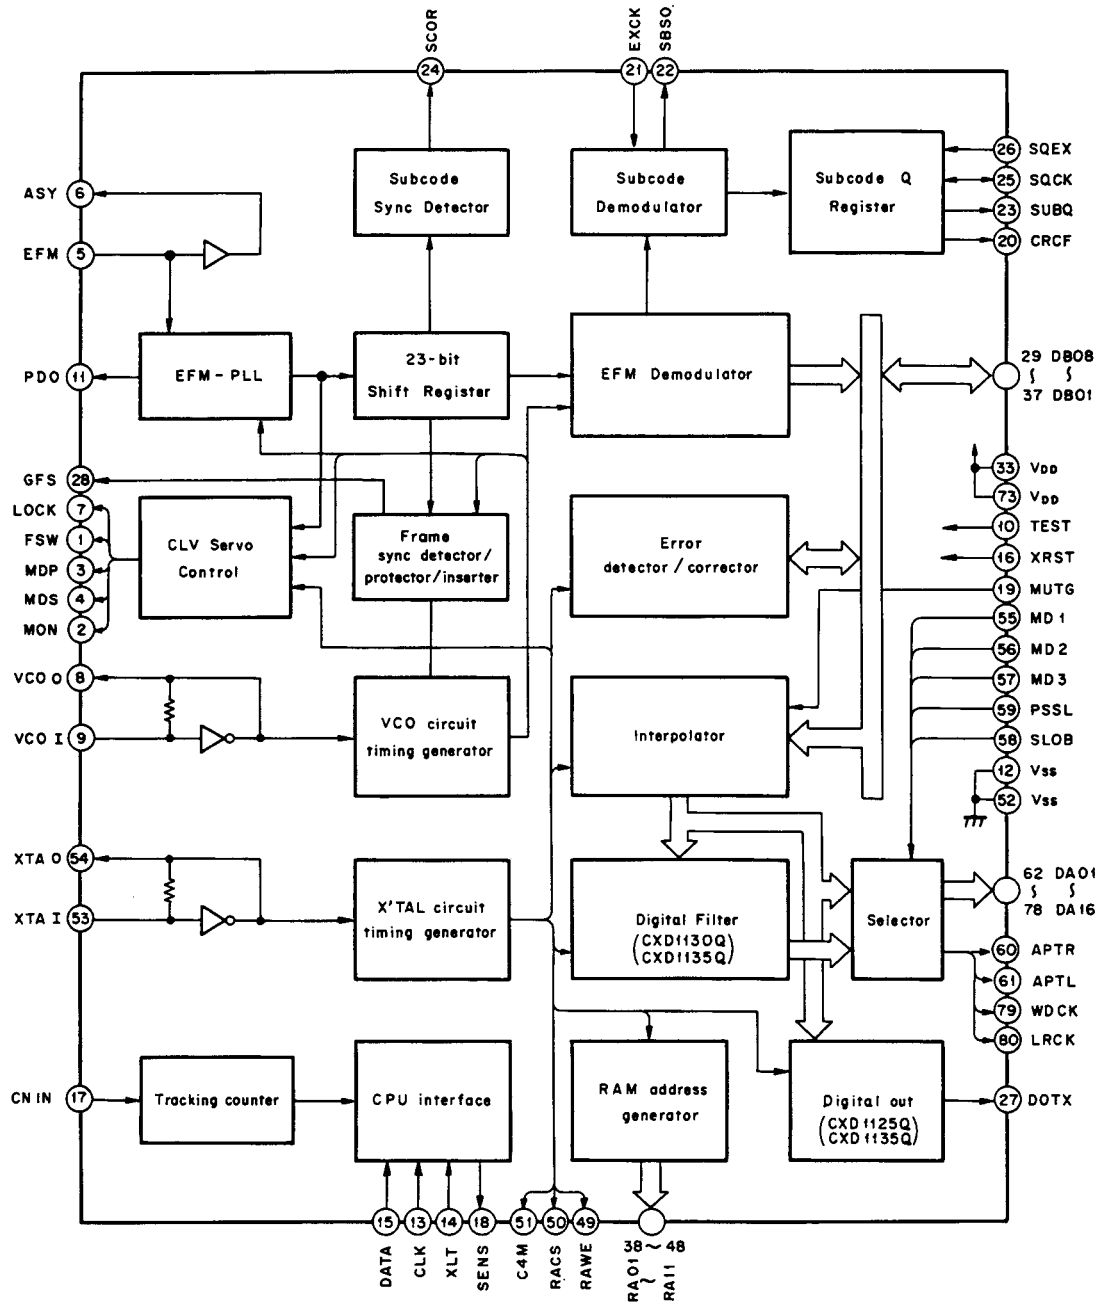 SCOR
EXCK
SBSO
24
21
22
Subcode
Sync Detector
Subcode
Demodulator
Subcode Q
Register
26 SQEX
25 SQCK
23 SUBQ
20 CRCF
ASY 6
EFM 5
PDO 11
EFM-PLL
23-bit
Shift Register
EFM Demodulator
29 DB08
37 DB01
GFS 28
LOCK 7
FSW 1
MDP 3
MDS 4
MON 2
CLV Servo
Control
Frame
sync detector/
protector/inserter
Error
detector/corrector
33 VDD
73 VDD
10 TEST
16 XRST
19 MUTG
55 MD1
56 MD2
57 MD3
59 PSSL
58 SLOB
12 Vss
52 Vss
VCO O 8
VCO I 9
VCO circuit
timing generator
Interpolator
XTA O 54
XTA I 53
X'TAL circuit
timing generator
Digital Filter
(CXD1130Q
CXD1135Q)
Selector
62 DA01
78 DA16
60 APTR
61 APTL
79 WDCK
80 LRCK
CNIN 17
Tracking counter
CPU interface
RAM address
generator
Digital out
(CXD1125Q
CXD1135Q)
27 DOTX
15
13
14
18
51
50
49
DATA
CLK
XLT
SENS
C4M
RACS
RAWE
38 ~ 48
RA01 ~ RA11